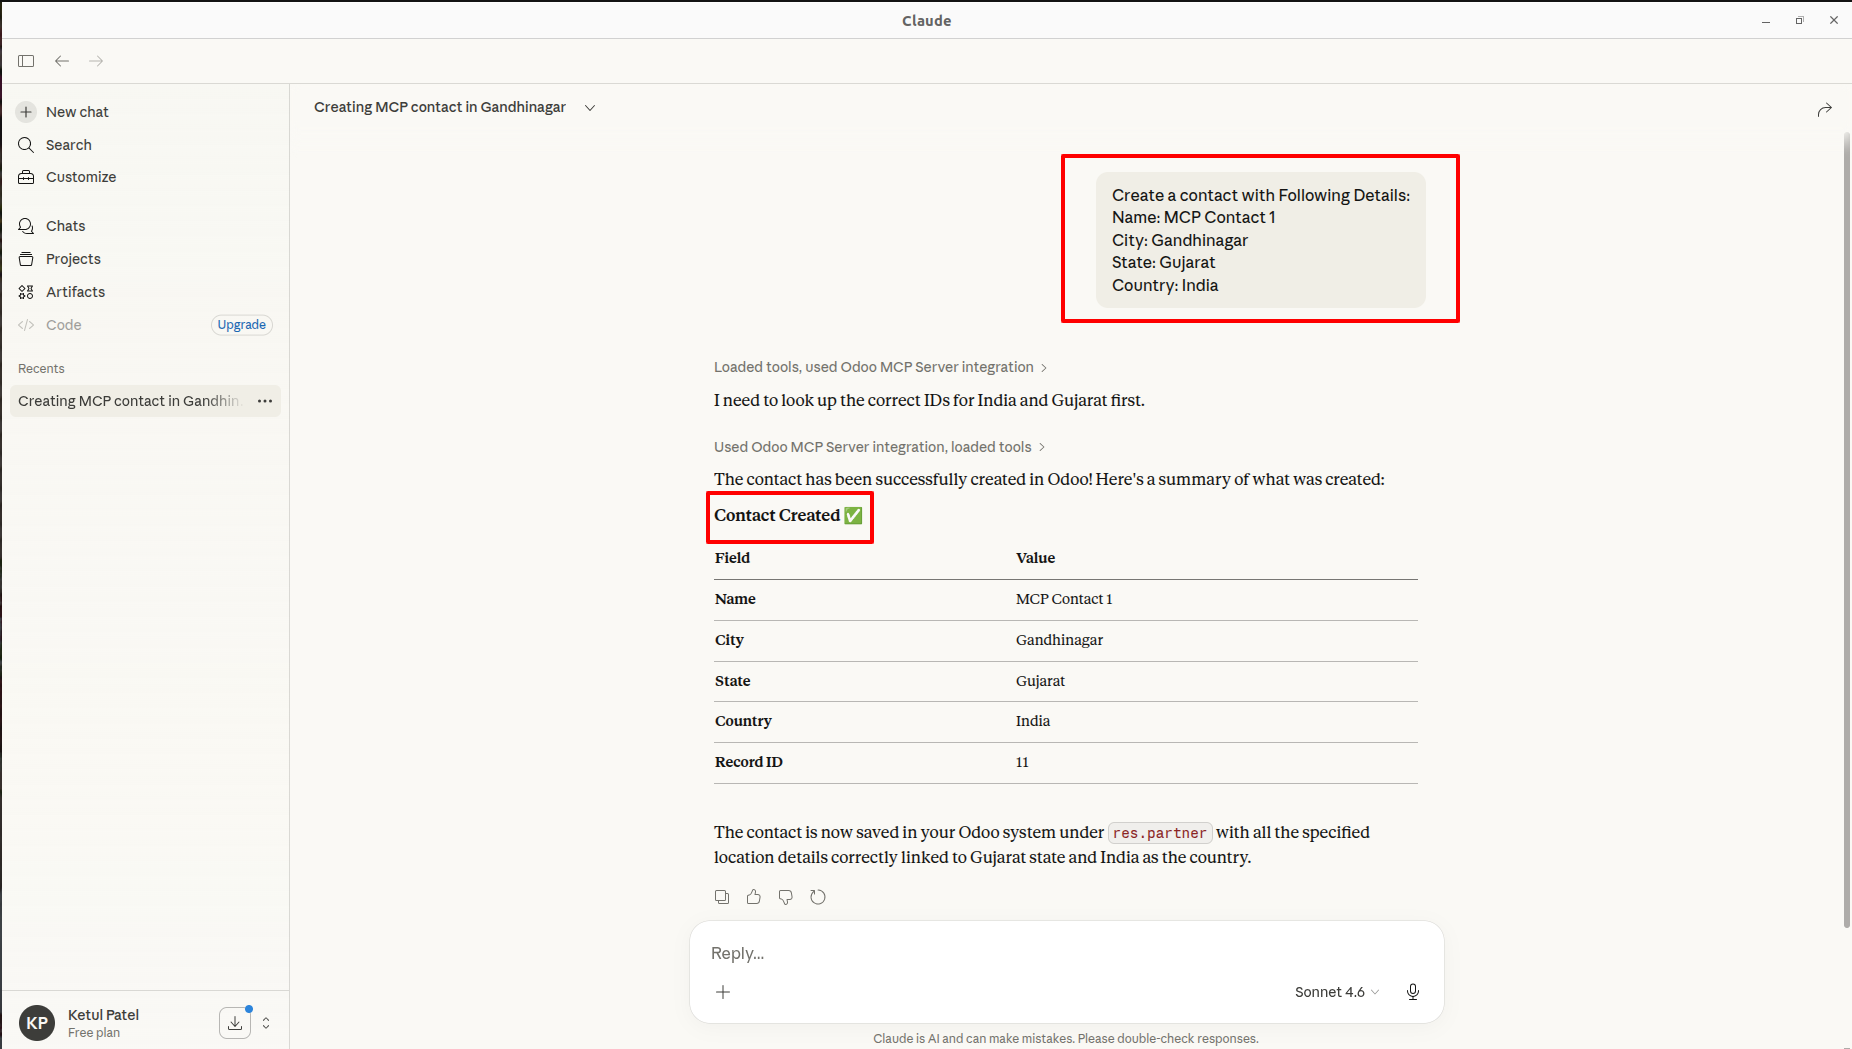 Claude
New chat
Search
Customize
Chats
Projects
Artifacts
Code
Upgrade
Recents
Creating MCP contact in Gandhin...
Ketul Patel
Free plan
KP
Creating MCP contact in Gandhinagar
Create a contact with Following Details:
Name: MCP Contact 1
City: Gandhinagar
State: Gujarat
Country: India
Loaded tools, used Odoo MCP Server integration
I need to look up the correct IDs for India and Gujarat first.
Used Odoo MCP Server integration, loaded tools
The contact has been successfully created in Odoo! Here's a summary of what was created:
Contact Created ✅
Field Value
Name MCP Contact 1
City Gandhinagar
State Gujarat
Country India
Record ID 11
The contact is now saved in your Odoo system under res.partner with all the specified
location details correctly linked to Gujarat state and India as the country.
Reply...
Sonnet 4.6
Claude is AI and can make mistakes. Please double-check responses.